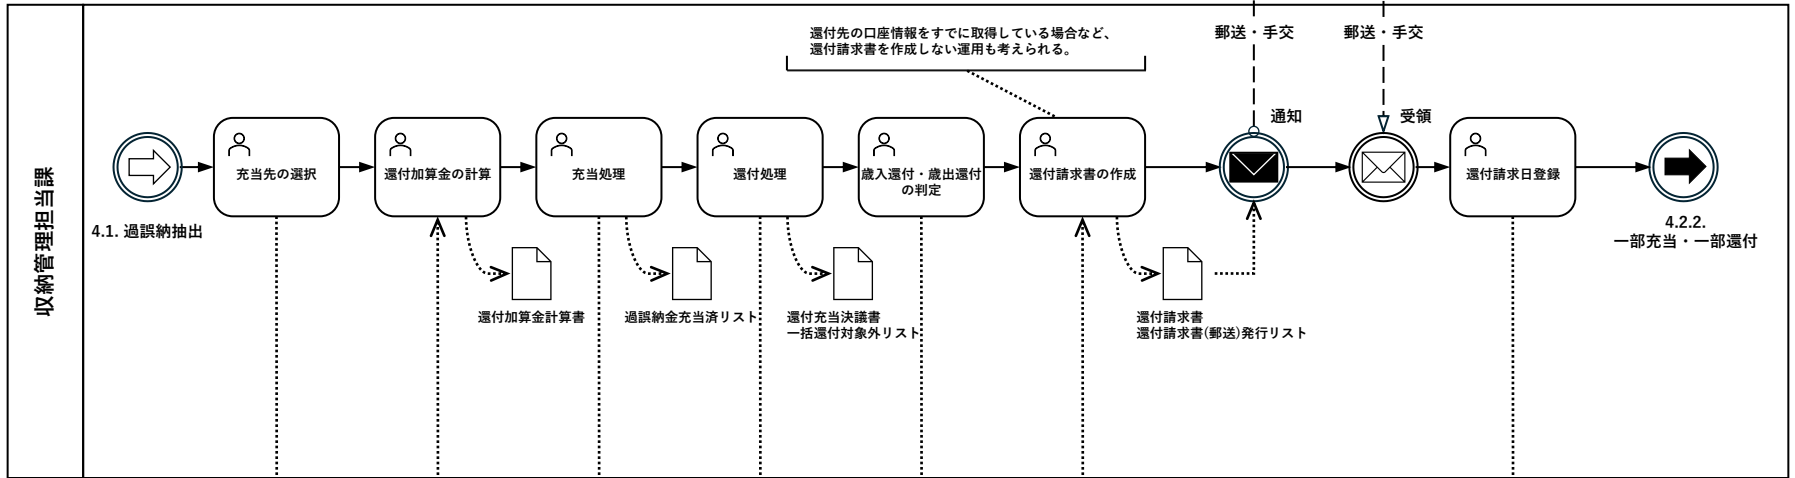 収納管理担当課
還付先の口座情報をすでに取得している場合など、
還付請求書を作成しない運用も考えられる。
郵送・手交
郵送・手交
通知
受領
4.1. 過誤納抽出
充当先の選択
還付加算金の計算
充当処理
還付処理
歳入還付・歳出還付
の判定
還付請求書の作成
還付請求日登録
4.2.2.
一部充当・一部還付
還付加算金計算書
過誤納金充当済リスト
還付充当決議書
一括還付対象外リスト
還付請求書
還付請求書(郵送)発行リスト